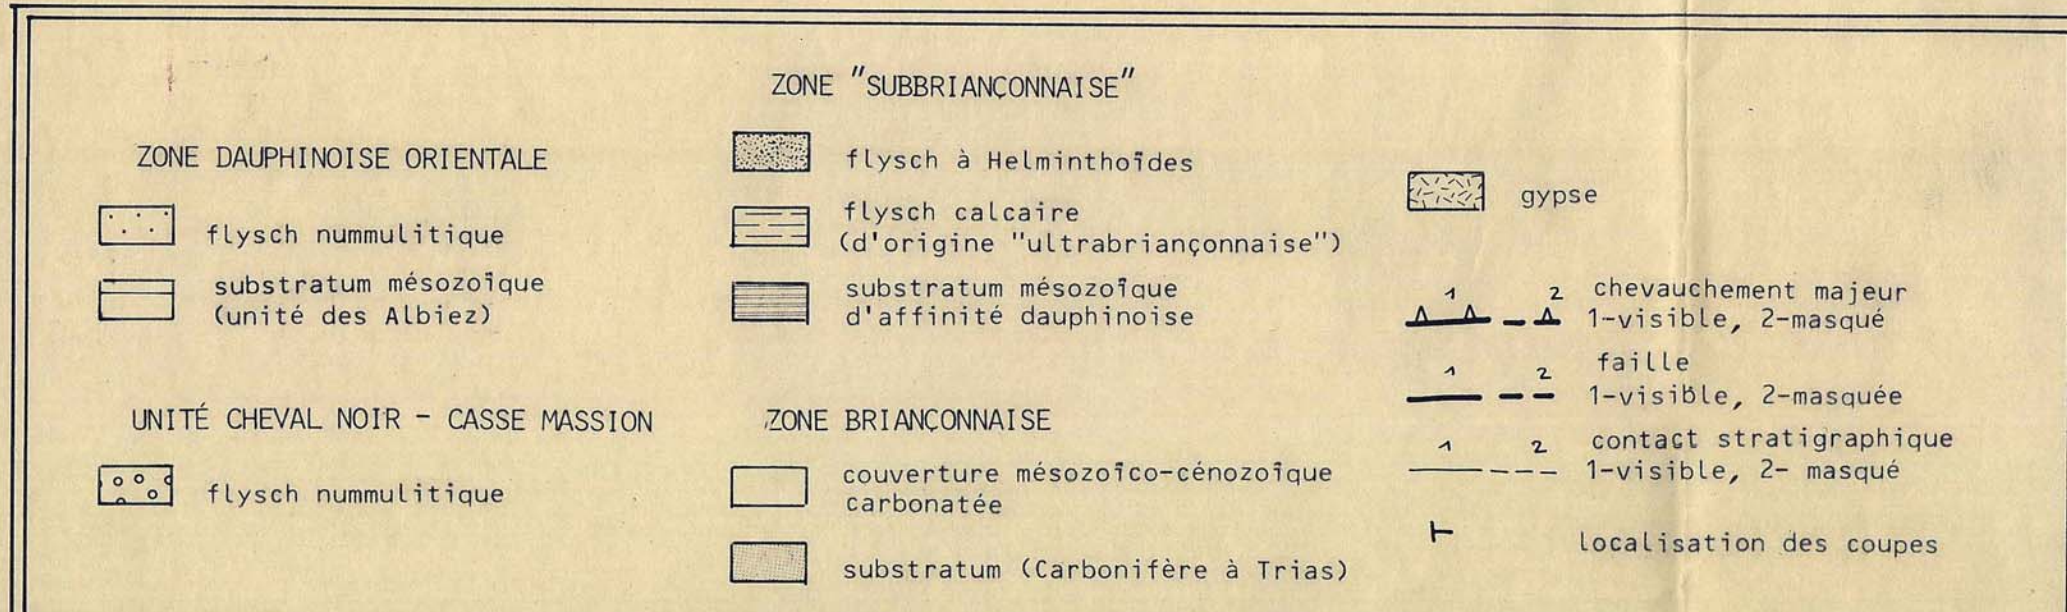 ZONE DAUPHINOISE ORIENTALE
flysch nummulitique
substratum mésozoïque
(unité des Albiez)
UNITÉ CHEVAL NOIR - CASSE MASSION
flysch nummulitique
ZONE "SUBBRIANÇONNAISE"
flysch à Helminthoïdes
flysch calcaire
(d'origine "ultrabriançonnaise")
substratum mésozoïque
d'affinité dauphinoise
ZONE BRIANÇONNAISE
couverture mésozoïco-cénozoïque
carbonatée
substratum (Carbonifère à Trias)
gypse
1 2 chevauchement majeur
1-visible, 2-masqué
1 2 faille
1-visible, 2-masquée
1 2 contact stratigraphique
1-visible, 2- masqué
localisation des coupes